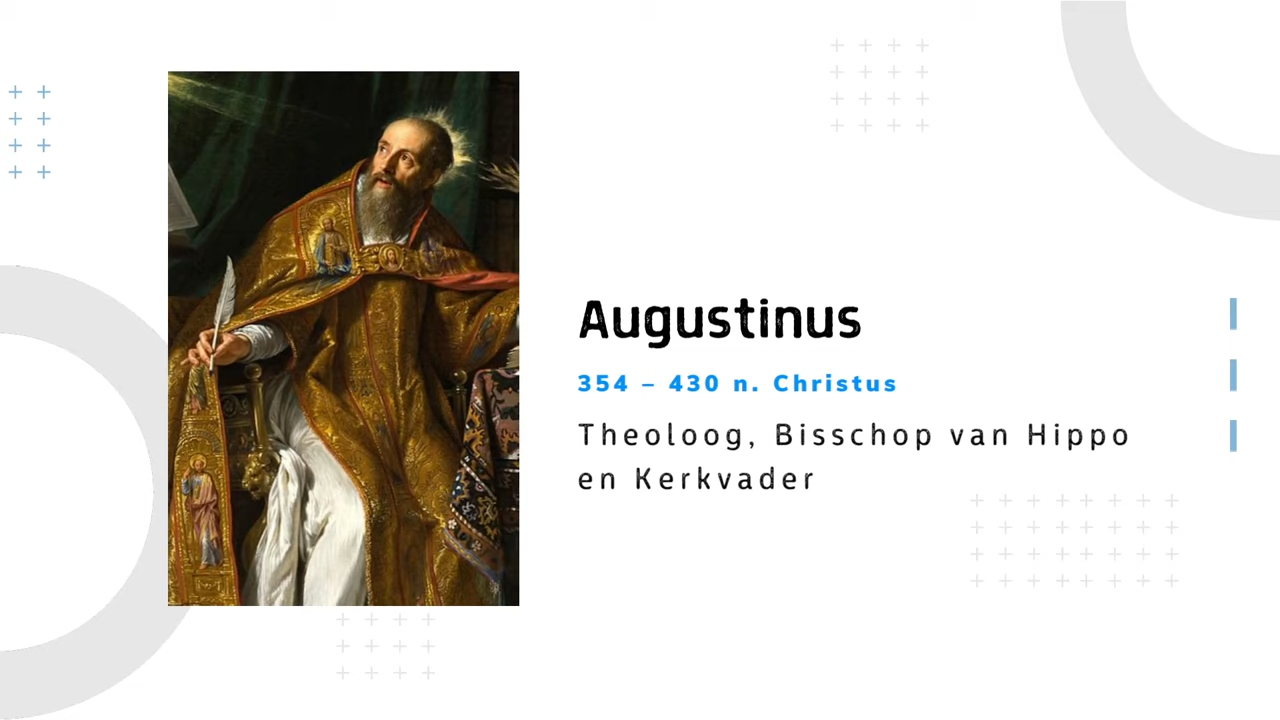 Augustinus
354 – 430 n. Christus
Theoloog, Bisschop van Hippo
en Kerkvader